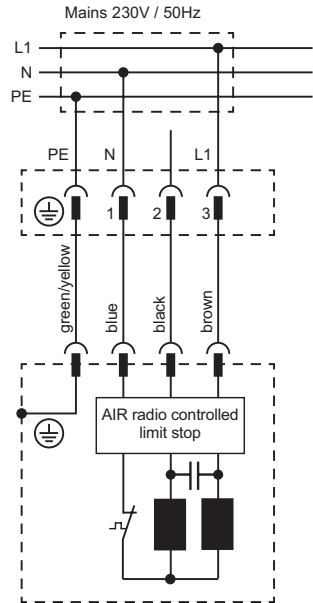 Mains 230V / 50Hz
L1
N
PE
PE N L1
1 2 3
green/yellow
blue
black
brown
AIR radio controlled
limit stop